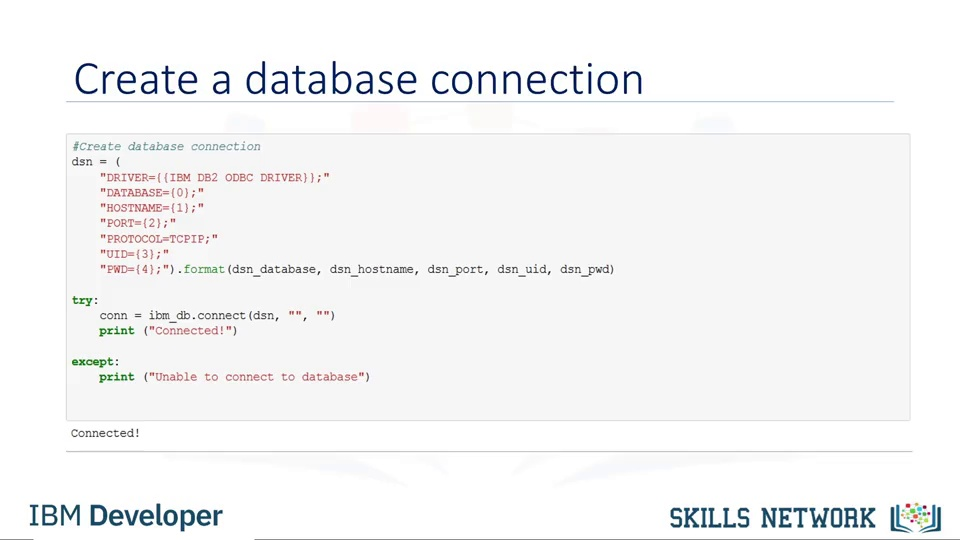 Create a database connection
#Create database connection
dsn = (
    "DRIVER={{IBM DB2 ODBC DRIVER}};"
    "DATABASE={0};"
    "HOSTNAME={1};"
    "PORT={2};"
    "PROTOCOL=TCPIP;"
    "UID={3};"
    "PWD={4};").format(dsn_database, dsn_hostname, dsn_port, dsn_uid, dsn_pwd)
try:
    conn = ibm_db.connect(dsn, "", "")
    print ("Connected!")
except:
    print ("Unable to connect to database")
Connected!
IBM Developer
SKILLS NETWORK